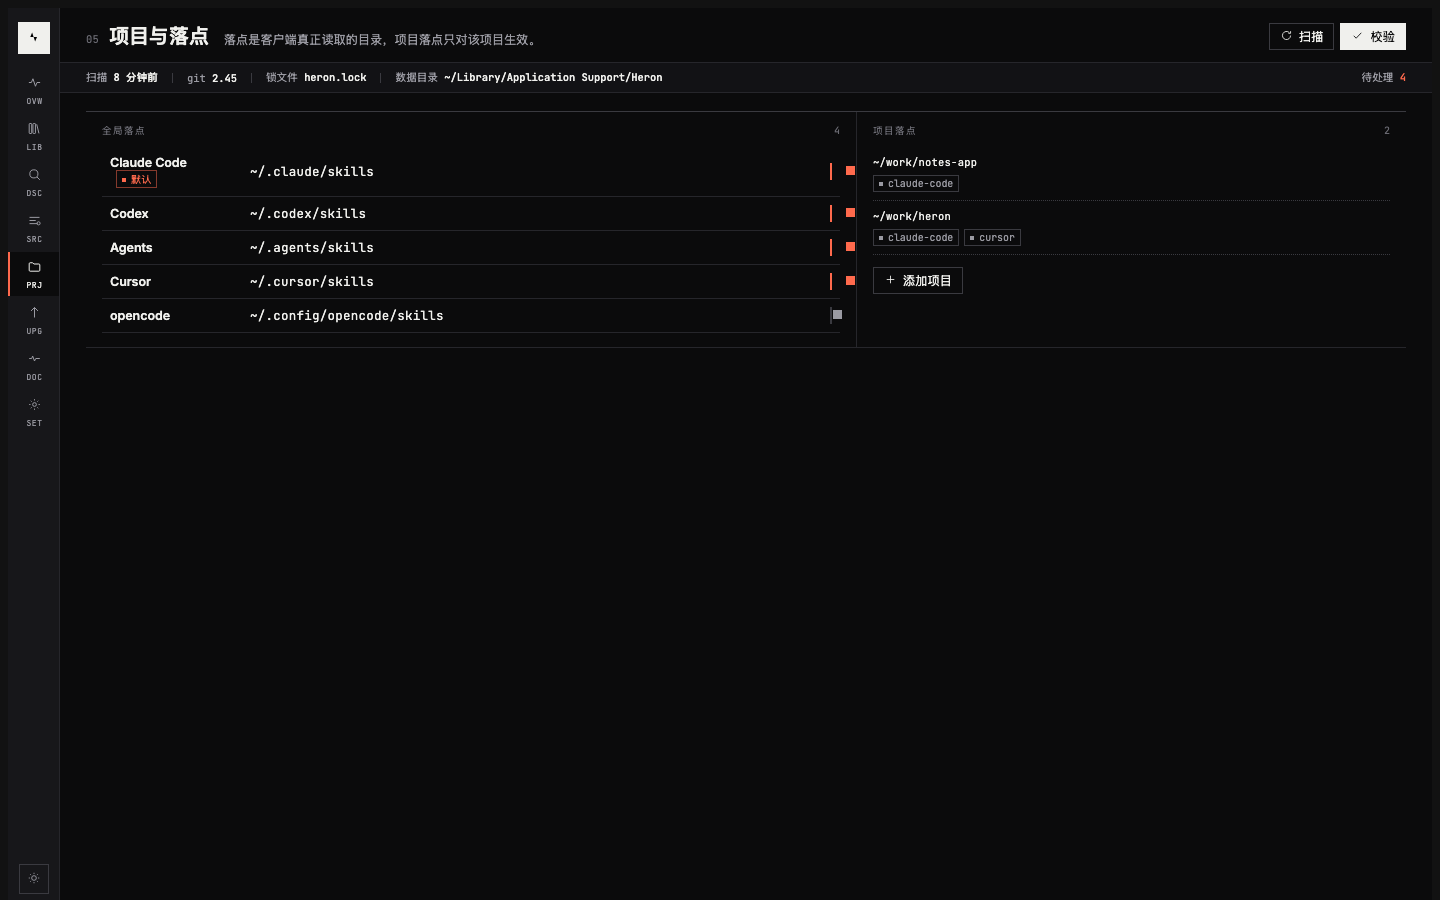 05 项目与落点 落点是客户端真正读取的目录，项目落点只对该项目生效。
扫描
校验
扫描 8 分钟前
git 2.45
锁文件 heron.lock
数据目录 ~/Library/Application Support/Heron
待处理 4
OVW
LIB
DSC
SRC
PRJ
UPG
DOC
SET
全局落点 4
Claude Code ~/.claude/skills
默认
Codex ~/.codex/skills
Agents ~/.agents/skills
Cursor ~/.cursor/skills
opencode ~/.config/opencode/skills
项目落点 2
~/work/notes-app
claude-code
~/work/heron
claude-code cursor
添加项目